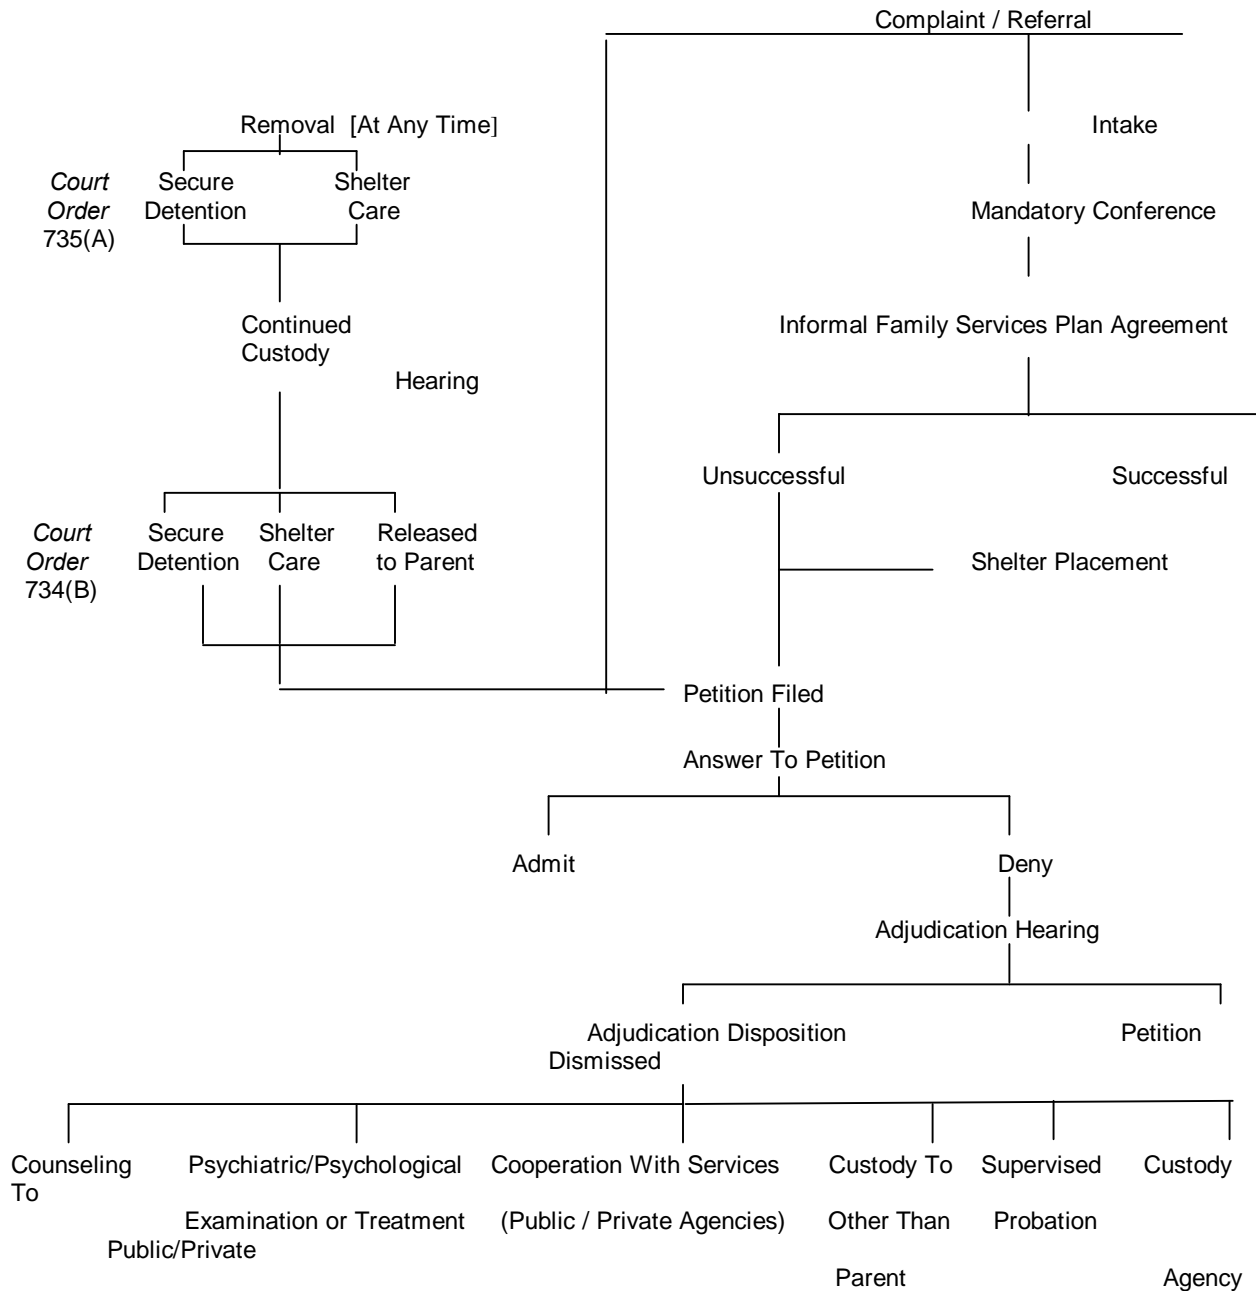 Complaint / Referral
Removal [At Any Time]
Intake
Court Secure Shelter
Order Detention Care
735(A)
Mandatory Conference
Continued
Custody
Informal Family Services Plan Agreement
Hearing
Unsuccessful Successful
Court Secure Shelter Released
Order Detention Care to Parent
734(B)
Shelter Placement
Petition Filed
Answer To Petition
Admit Deny
Adjudication Hearing
Adjudication Disposition Petition
Dismissed
Counseling Psychiatric/Psychological Cooperation With Services Custody To Supervised Custody
To
Examination or Treatment (Public / Private Agencies) Other Than Probation
Public/Private
Parent Agency